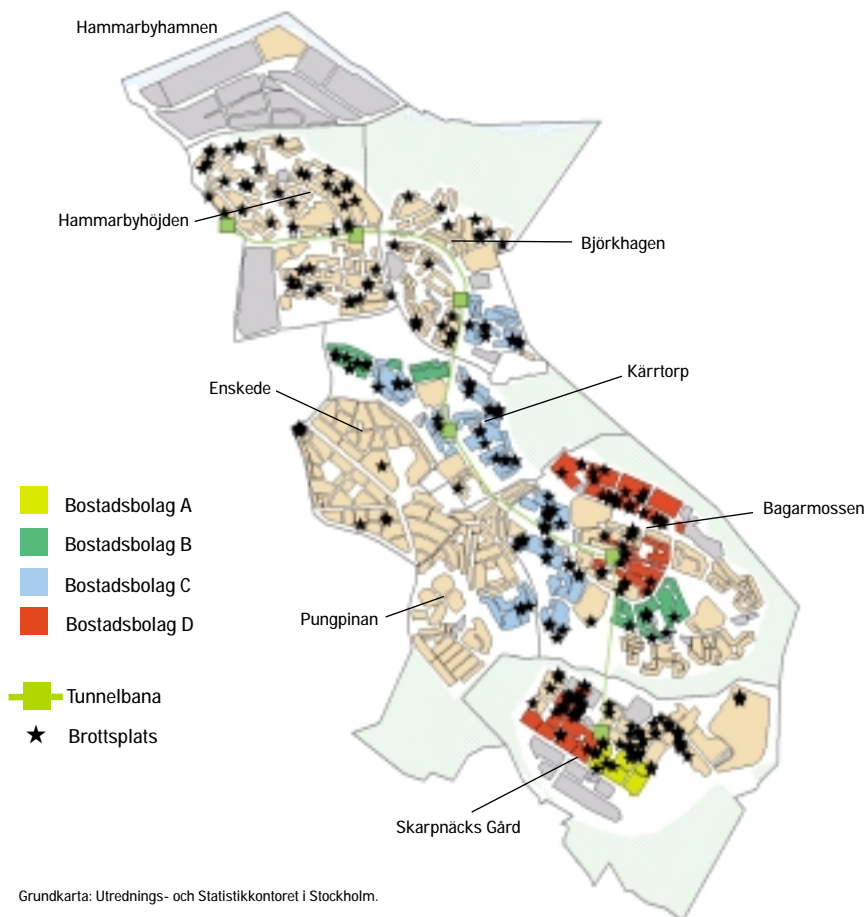 Hammarbyhamnen
Hammarbyhöjden
Björkhagen
Enskede
Kärrtorp
Bostadsbolag A
Bostadsbolag B
Bostadsbolag C
Bostadsbolag D
Bagarmossen
Pungpinan
Tunnelbana
Brottsplats
Skarpnäcks Gård
Grundkarta: Utrednings- och Statistikkontoret i Stockholm.